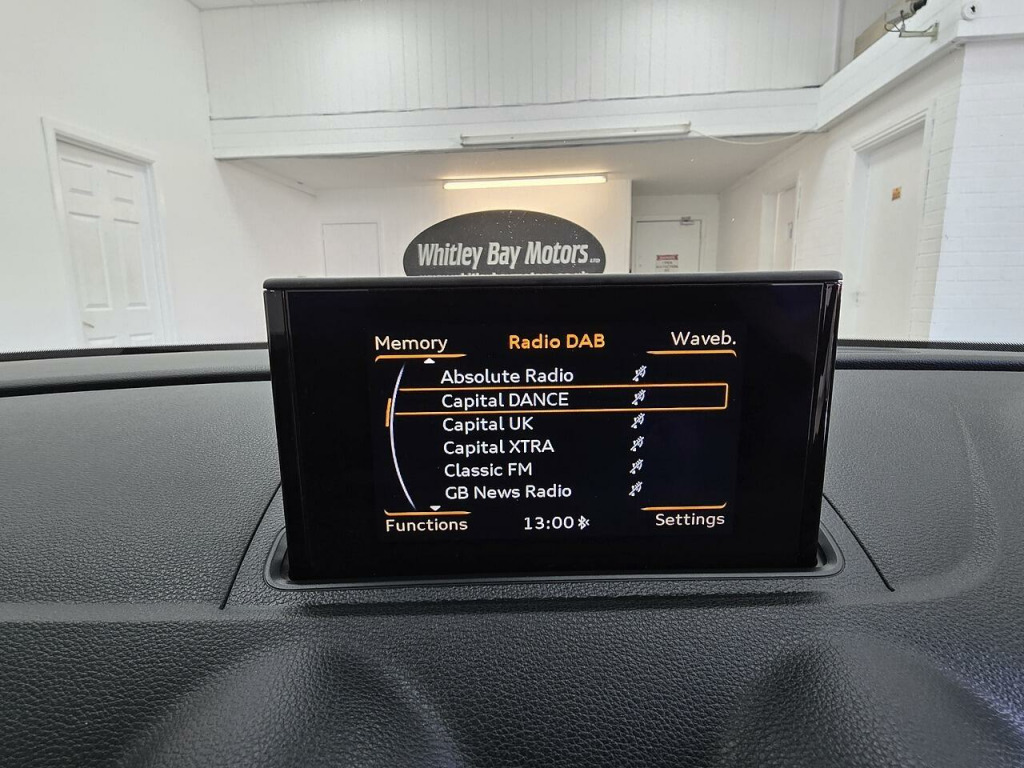 Whitley Bay Motors
Memory
Radio DAB
Waveb.
Absolute Radio
Capital DANCE
Capital UK
Capital XTRA
Classic FM
GB News Radio
Functions
13:00
Settings